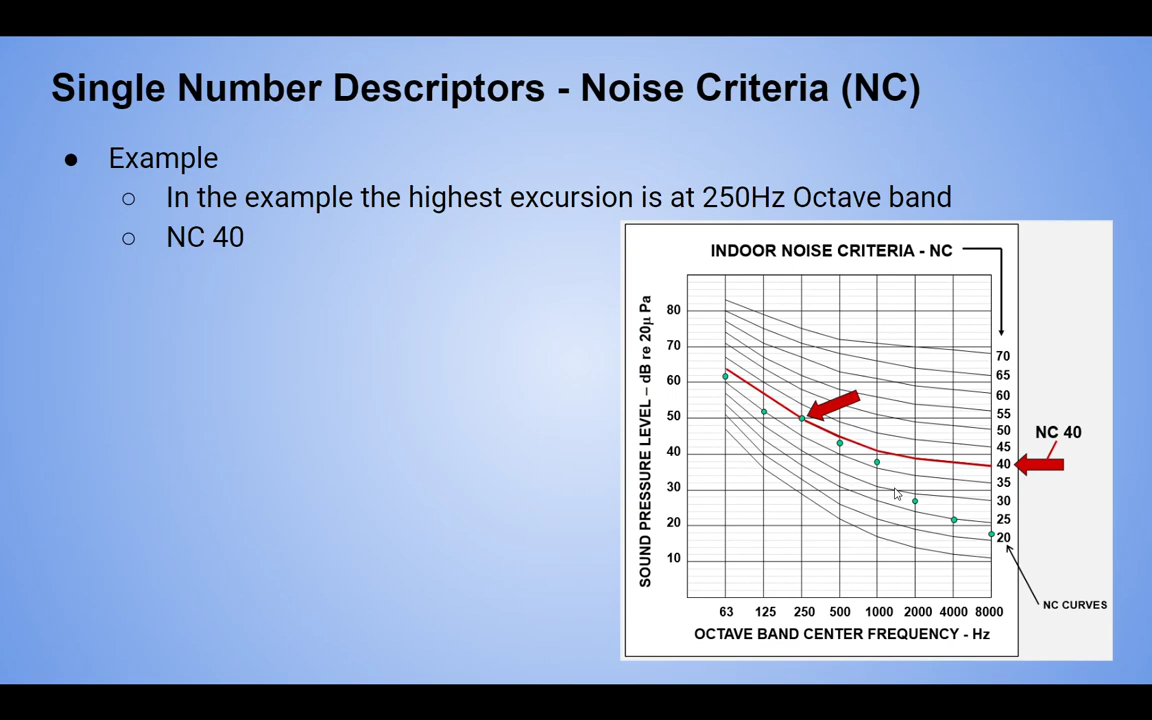 Single Number Descriptors - Noise Criteria (NC)
● Example
○ In the example the highest excursion is at 250Hz Octave band
○ NC 40
INDOOR NOISE CRITERIA - NC
SOUND PRESSURE LEVEL – dB re 20μ Pa
80
70
60
50
40
30
20
10
70
65
60
55
50
45
40
35
30
25
20
NC 40
NC CURVES
63 125 250 500 1000 2000 4000 8000
OCTAVE BAND CENTER FREQUENCY - Hz